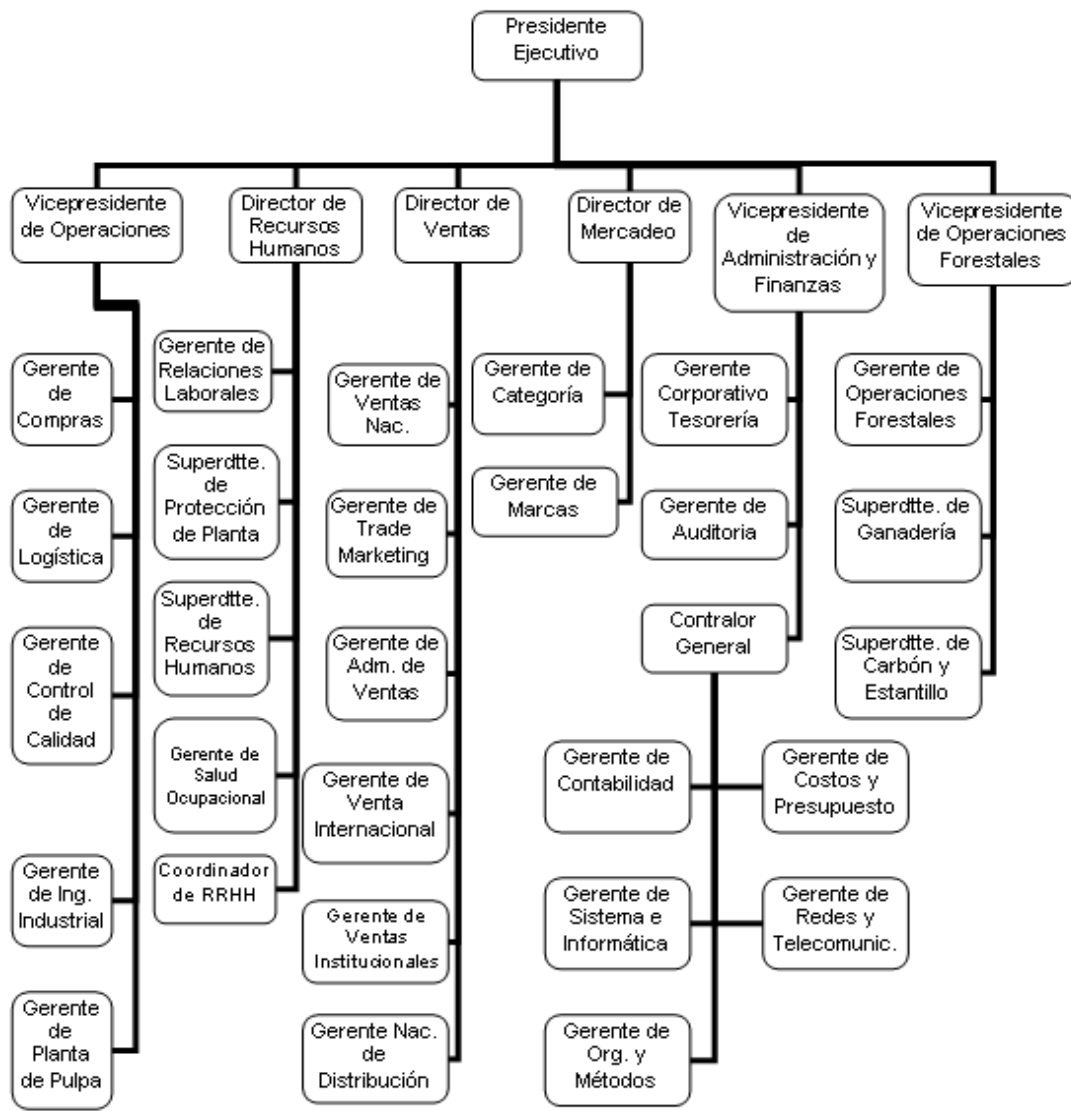 Presidente
Ejecutivo
Vicepresidente
de Operaciones
Director de
Recursos
Humanos
Director de
Ventas
Director de
Mercadeo
Vicepresidente
de
Administración y
Finanzas
Vicepresidente
de Operaciones
Forestales
Gerente
de
Compras
Gerente
de
Logística
Gerente
de
Control
de
Calidad
Gerente
de Ing.
Industrial
Gerente
de
Planta
de Pulpa
Gerente de
Relaciones
Laborales
Superdtte.
de
Protección
de Planta
Superdtte.
de
Recursos
Humanos
Gerente de
Salud
Ocupacional
Coordinador
de RRHH
Gerente de
Ventas
Nac.
Gerente de
Trade
Marketing
Gerente de
Adm. de
Ventas
Gerente de
Venta
Internacional
Gerente de
Ventas
Institucionales
Gerente Nac.
de
Distribución
Gerente de
Categoría
Gerente de
Marcas
Gerente
Corporativo
Tesorería
Gerente de
Auditoria
Contralor
General
Gerente de
Contabilidad
Gerente de
Costos y
Presupuesto
Gerente de
Sistema e
Informática
Gerente de
Redes y
Telecomunic.
Gerente de
Org. y
Métodos
Gerente de
Operaciones
Forestales
Superdtte. de
Ganadería
Superdtte. de
Carbón y
Estantillo